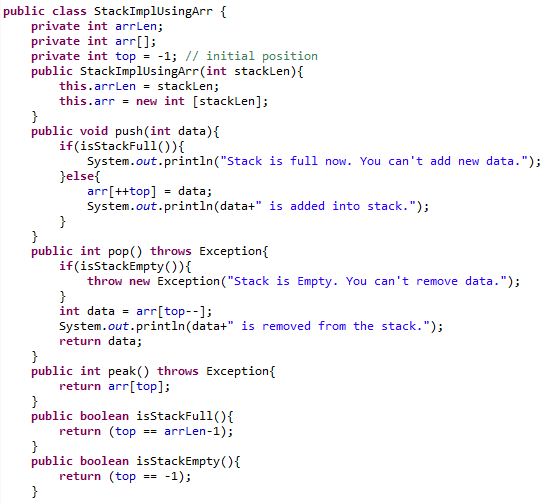 public class StackImplUsingArr {
    private int arrLen;
    private int arr[];
    private int top = -1; // initial position
    public StackImplUsingArr(int stackLen){
        this.arrLen = stackLen;
        this.arr = new int [stackLen];
    }
    public void push(int data){
        if(isStackFull()){
            System.out.println("Stack is full now. You can't add new data.");
        }else{
            arr[++top] = data;
            System.out.println(data+" is added into stack.");
        }
    }
    public int pop() throws Exception{
        if(isStackEmpty()){
            throw new Exception("Stack is Empty. You can't remove data.");
        }
        int data = arr[top--];
        System.out.println(data+" is removed from the stack.");
        return data;
    }
    public int peak() throws Exception{
        return arr[top];
    }
    public boolean isStackFull(){
        return (top == arrLen-1);
    }
    public boolean isStackEmpty(){
        return (top == -1);
    }